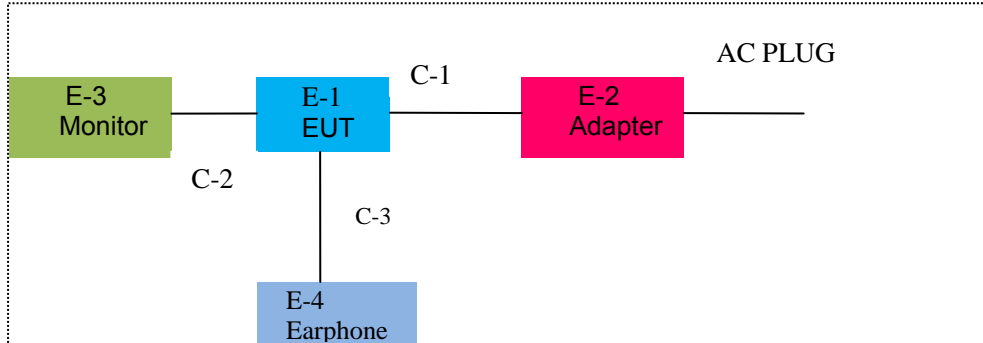 AC PLUG
C-1
E-3
Monitor
E-1
EUT
E-2
Adapter
C-2
C-3
E-4
Earphone